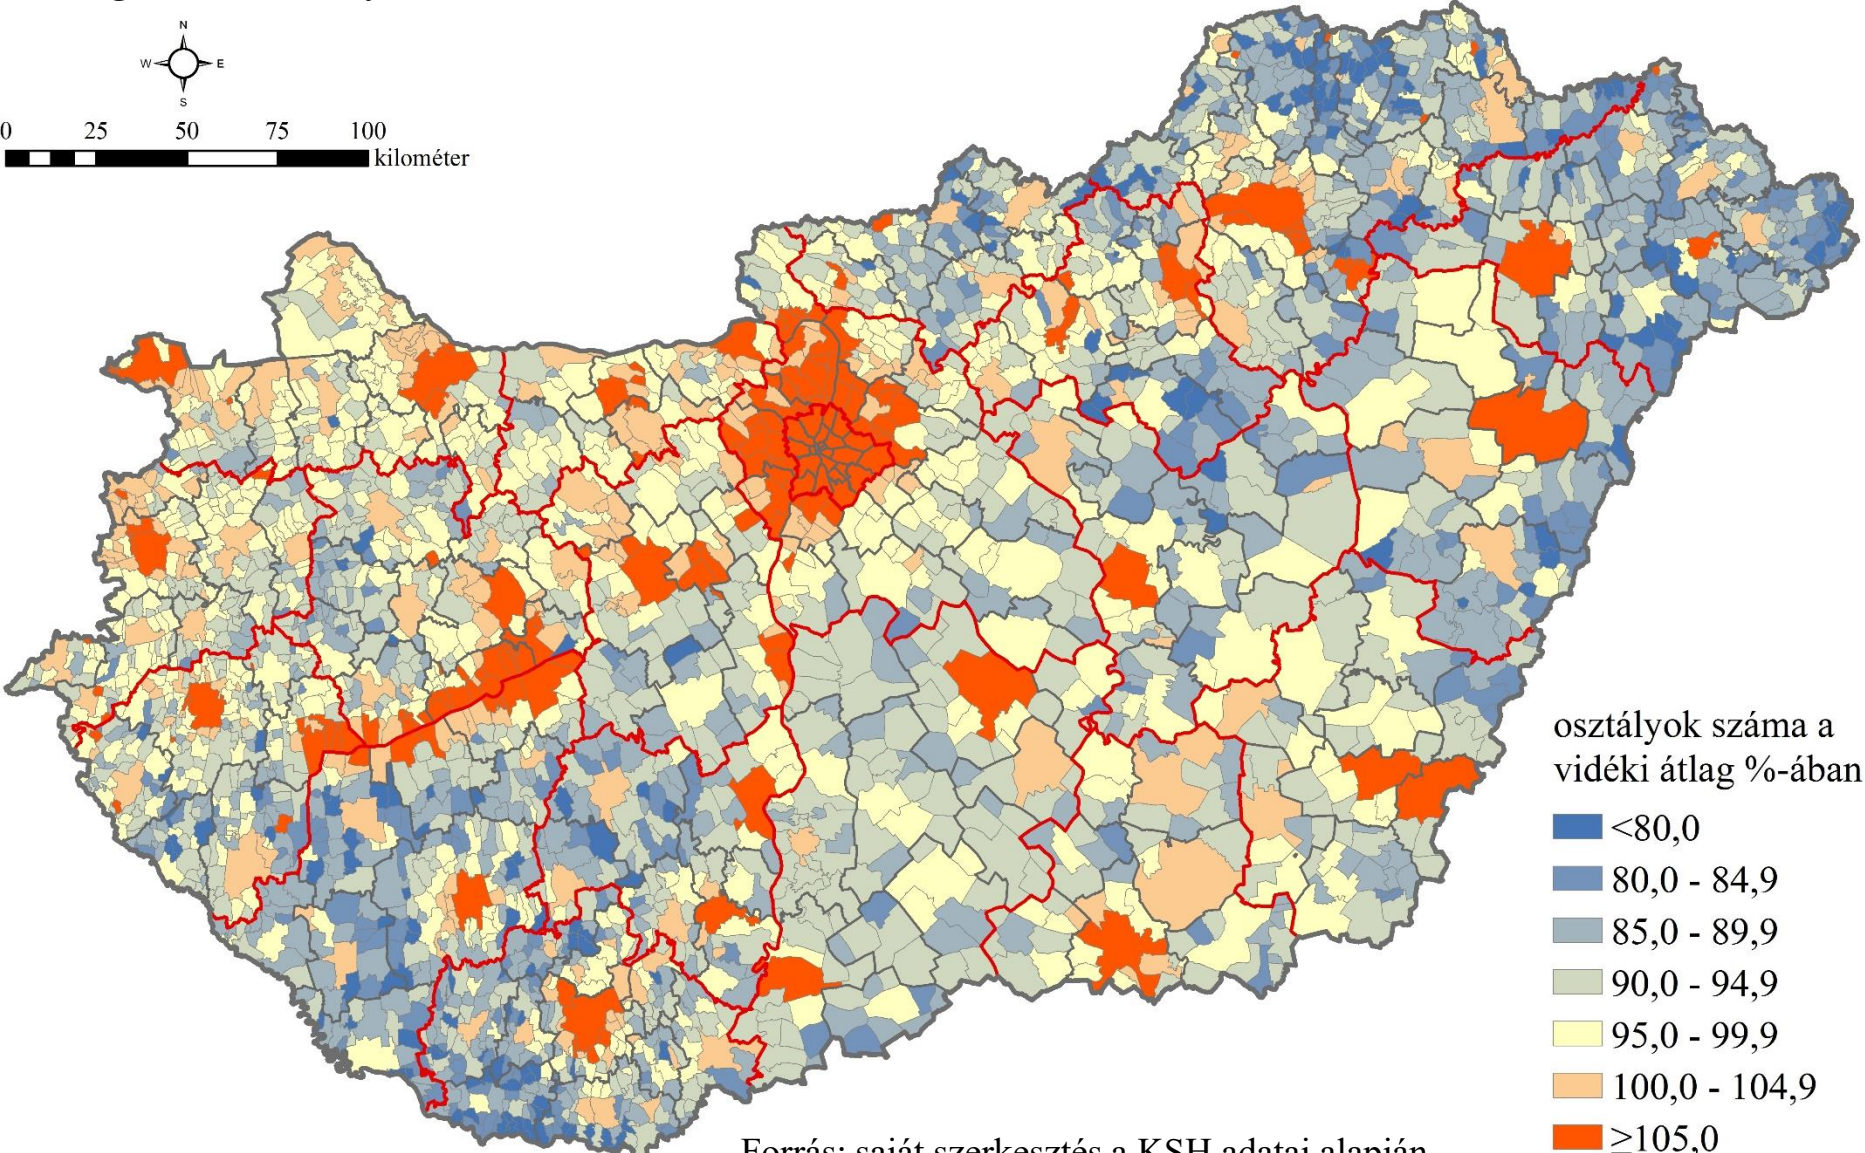 N
W E
S
0 25 50 75 100
kilométer
osztályok száma a
vidéki átlag %-ában
<80,0
80,0 - 84,9
85,0 - 89,9
90,0 - 94,9
95,0 - 99,9
100,0 - 104,9
≥105,0
Forrás: saját szerkesztés a KSH adatai alapján